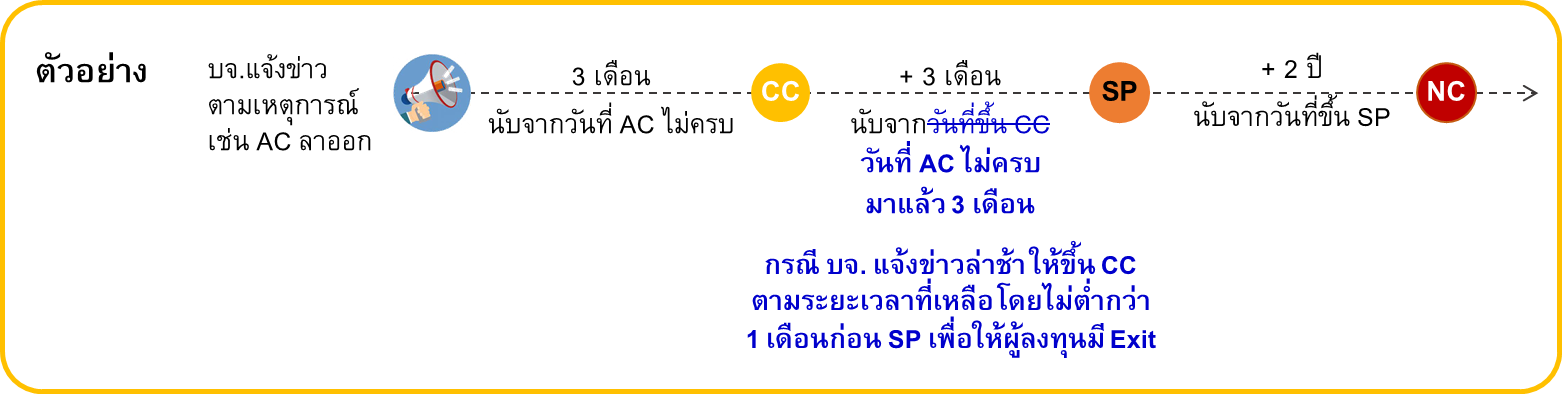 ตัวอย่าง
บจ.แจ้งข่าว
ตามเหตุการณ์
เช่น AC ลาออก
3 เดือน
นับจากวันที่ AC ไม่ครบ
CC
+ 3 เดือน
นับจากวันที่ขึ้น CC
วันที่ AC ไม่ครบ
มาแล้ว 3 เดือน
SP
+ 2 ปี
นับจากวันที่ขึ้น SP
NC
กรณี บจ. แจ้งข่าวล่าช้า ให้ขึ้น CC
ตามระยะเวลาที่เหลือ โดยไม่ต่ำกว่า
1 เดือนก่อน SP เพื่อให้ผู้ลงทุนมี Exit